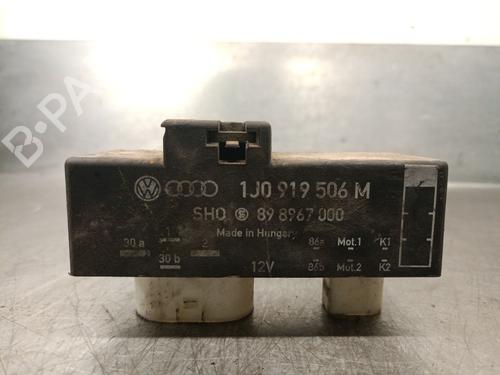 B-PARTS
1J0 919 506 M
SHO 89 8967 000
Made in Hungary
30 a 1 2 86a Mot.1 K1
30 b 12V 86b Mot.2 K2